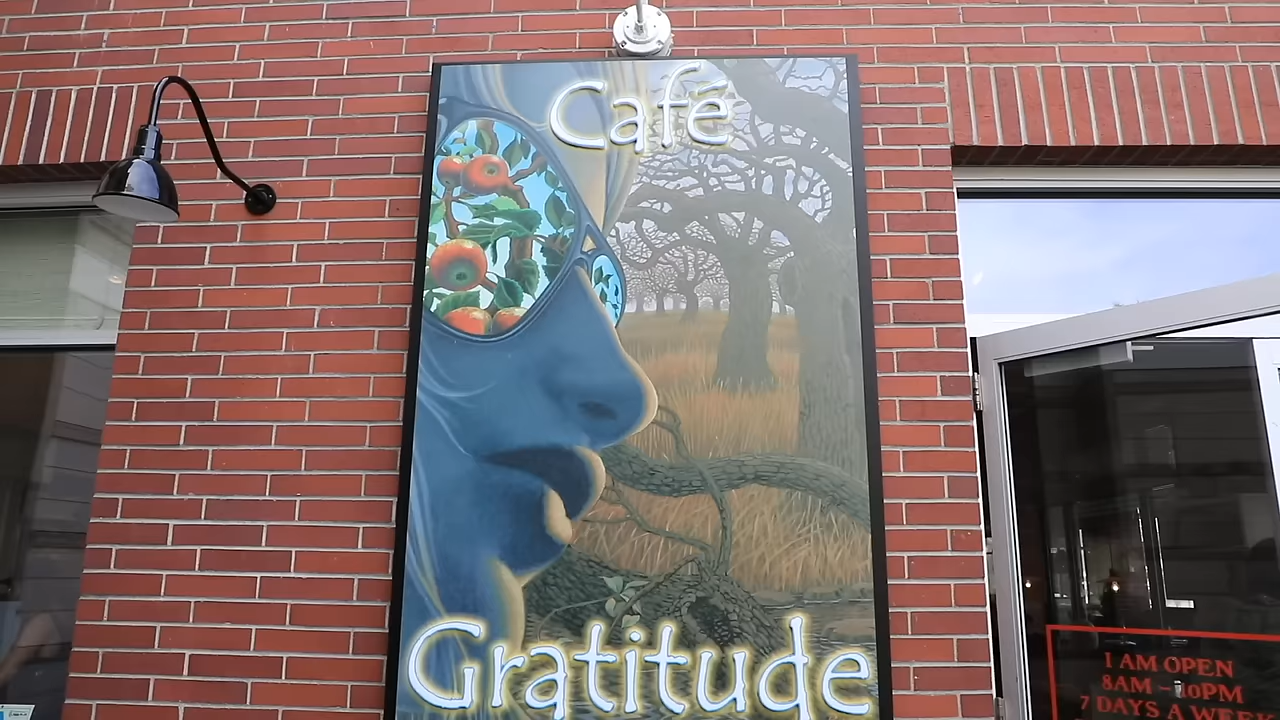 Café
Gratitude
I AM OPEN
8AM - 10PM
7 DAYS A WEEK